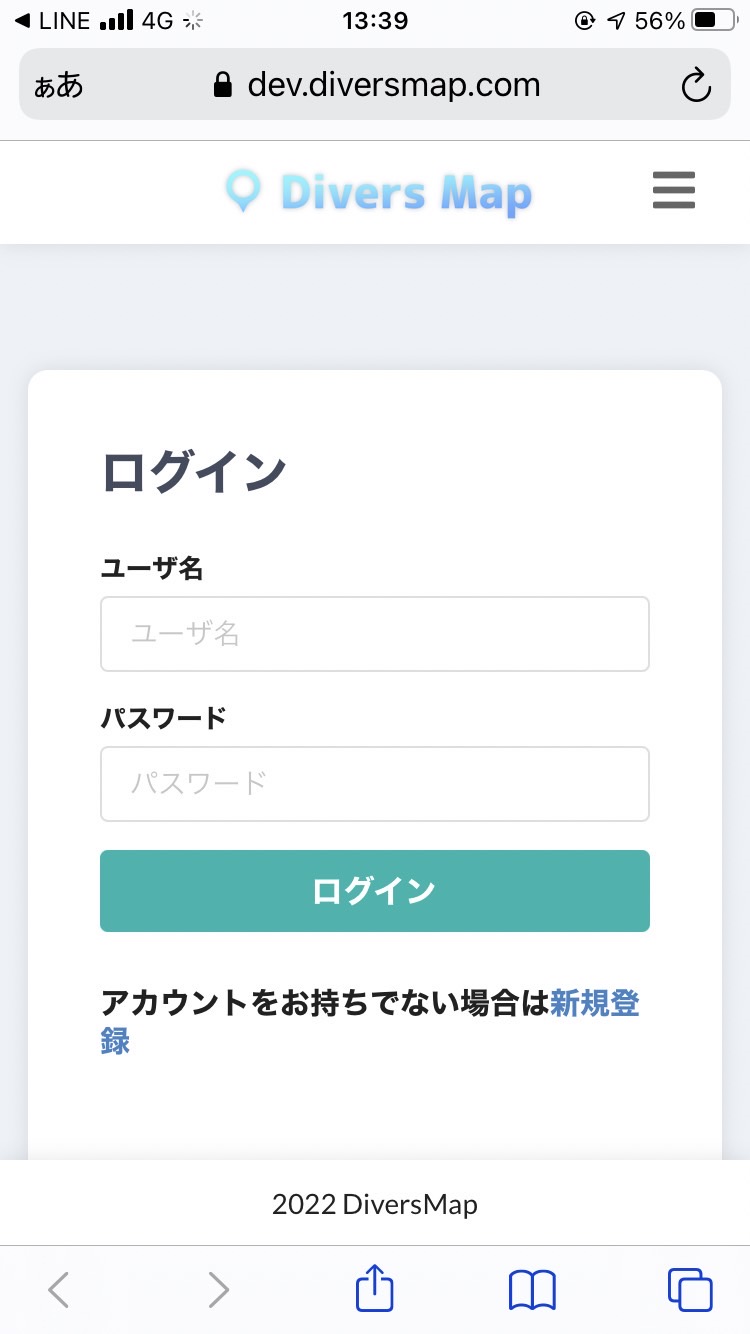 LINE 4G 13:39 56%
ぁあ dev.diversmap.com
Divers Map
ログイン
ユーザ名
ユーザ名
パスワード
パスワード
ログイン
アカウントをお持ちでない場合は新規登
録
2022 DiversMap